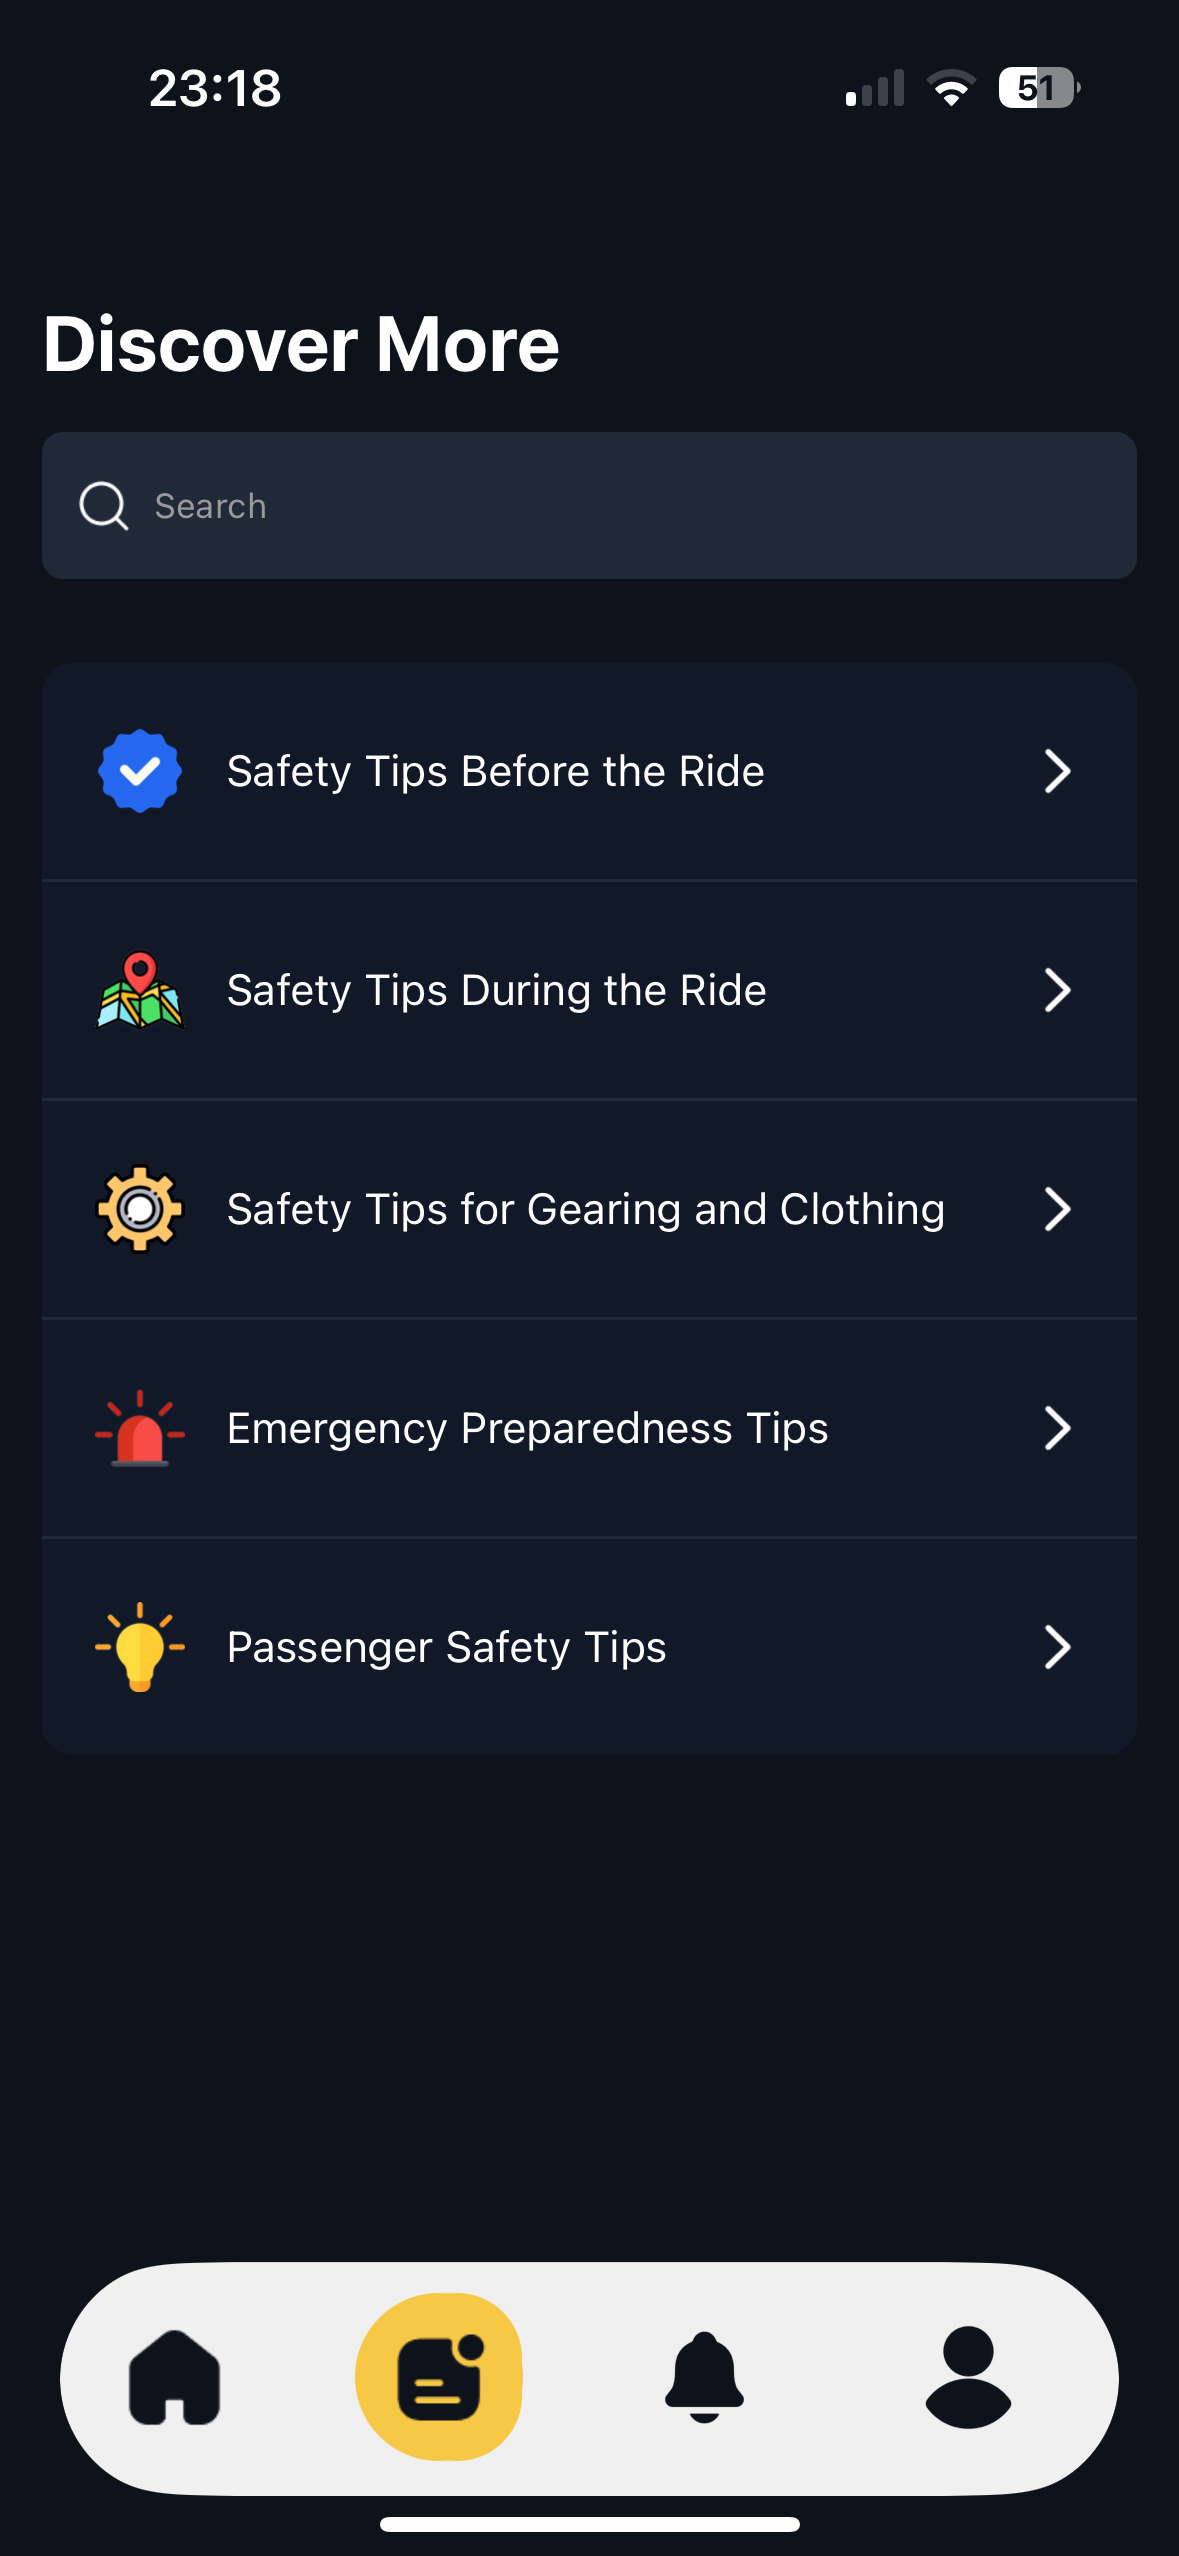 23:18
51
Discover More
Search
Safety Tips Before the Ride
Safety Tips During the Ride
Safety Tips for Gearing and Clothing
Emergency Preparedness Tips
Passenger Safety Tips